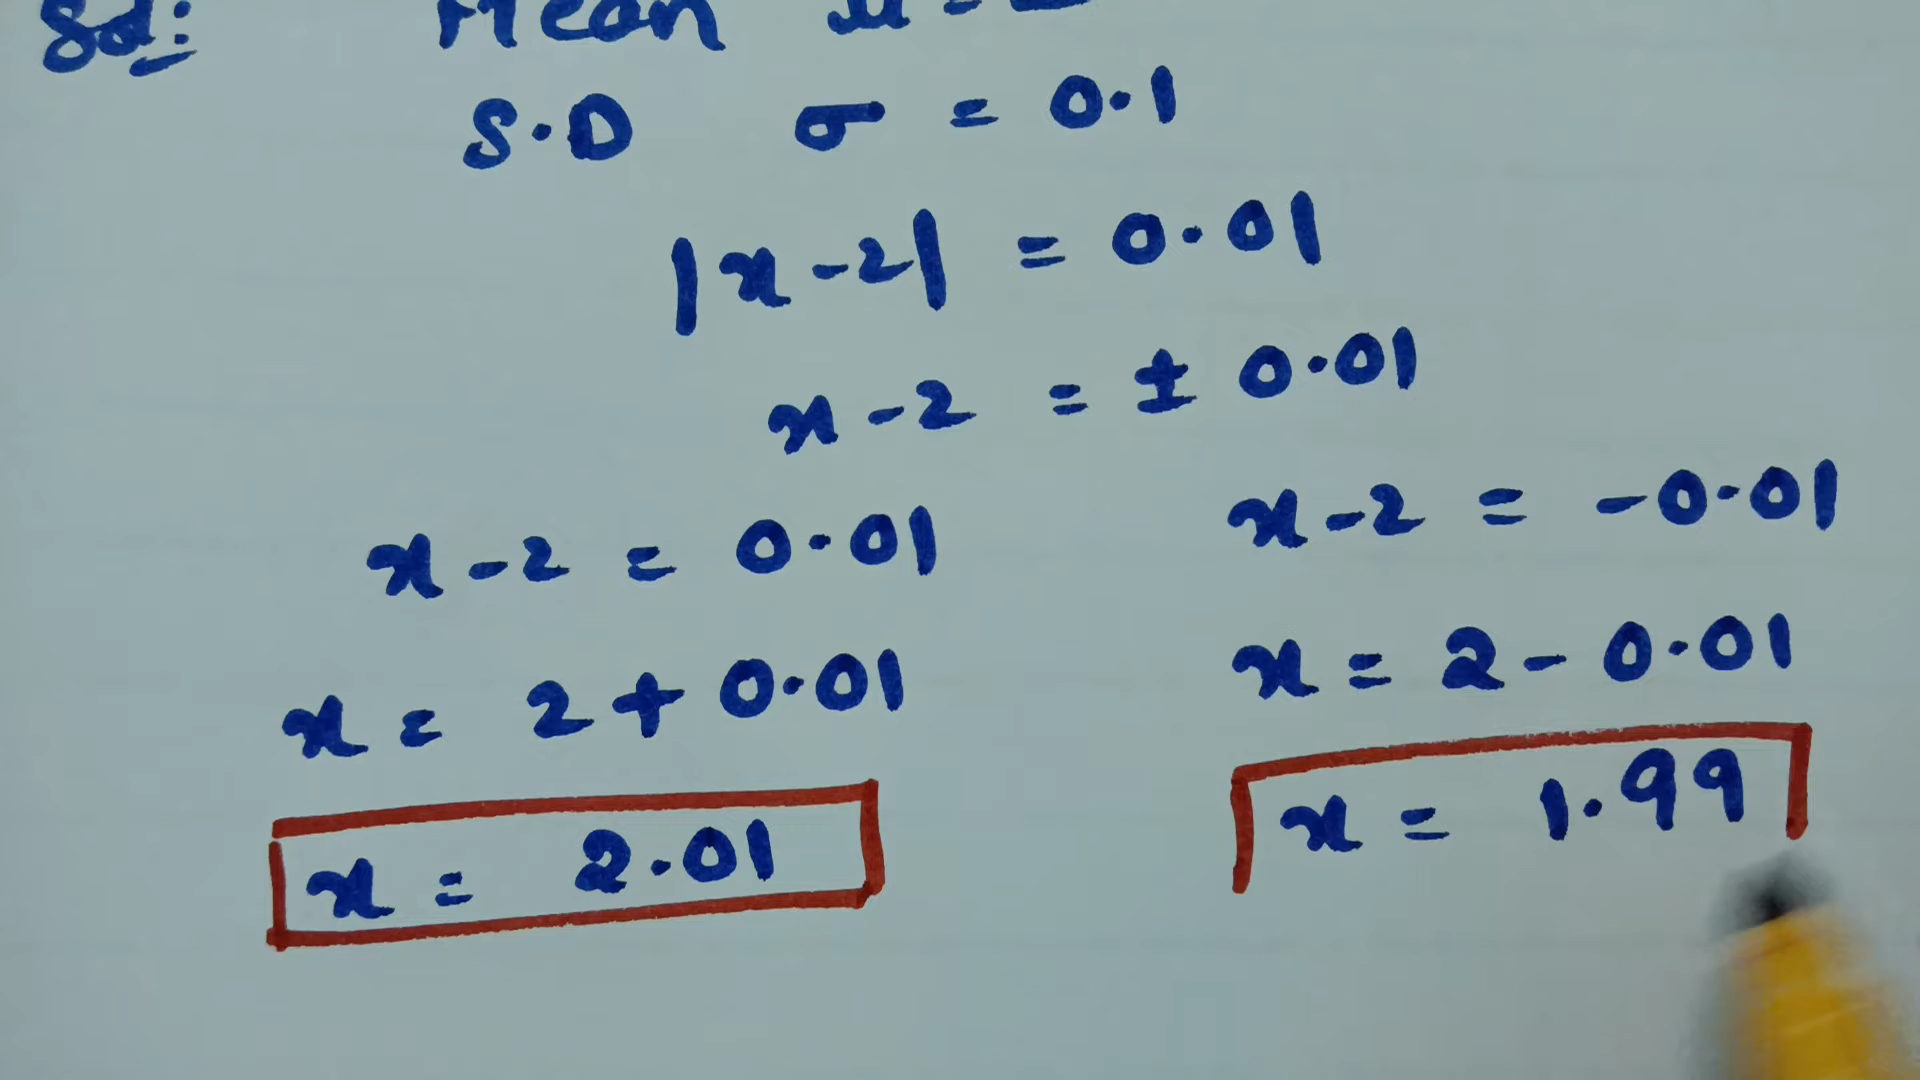 Sol:
Mean μ =
S.D σ = 0.1
|x-2| = 0.01
x-2 = ± 0.01
x-2 = 0.01
x-2 = -0.01
x = 2 + 0.01
x = 2 - 0.01
x = 2.01
x = 1.99